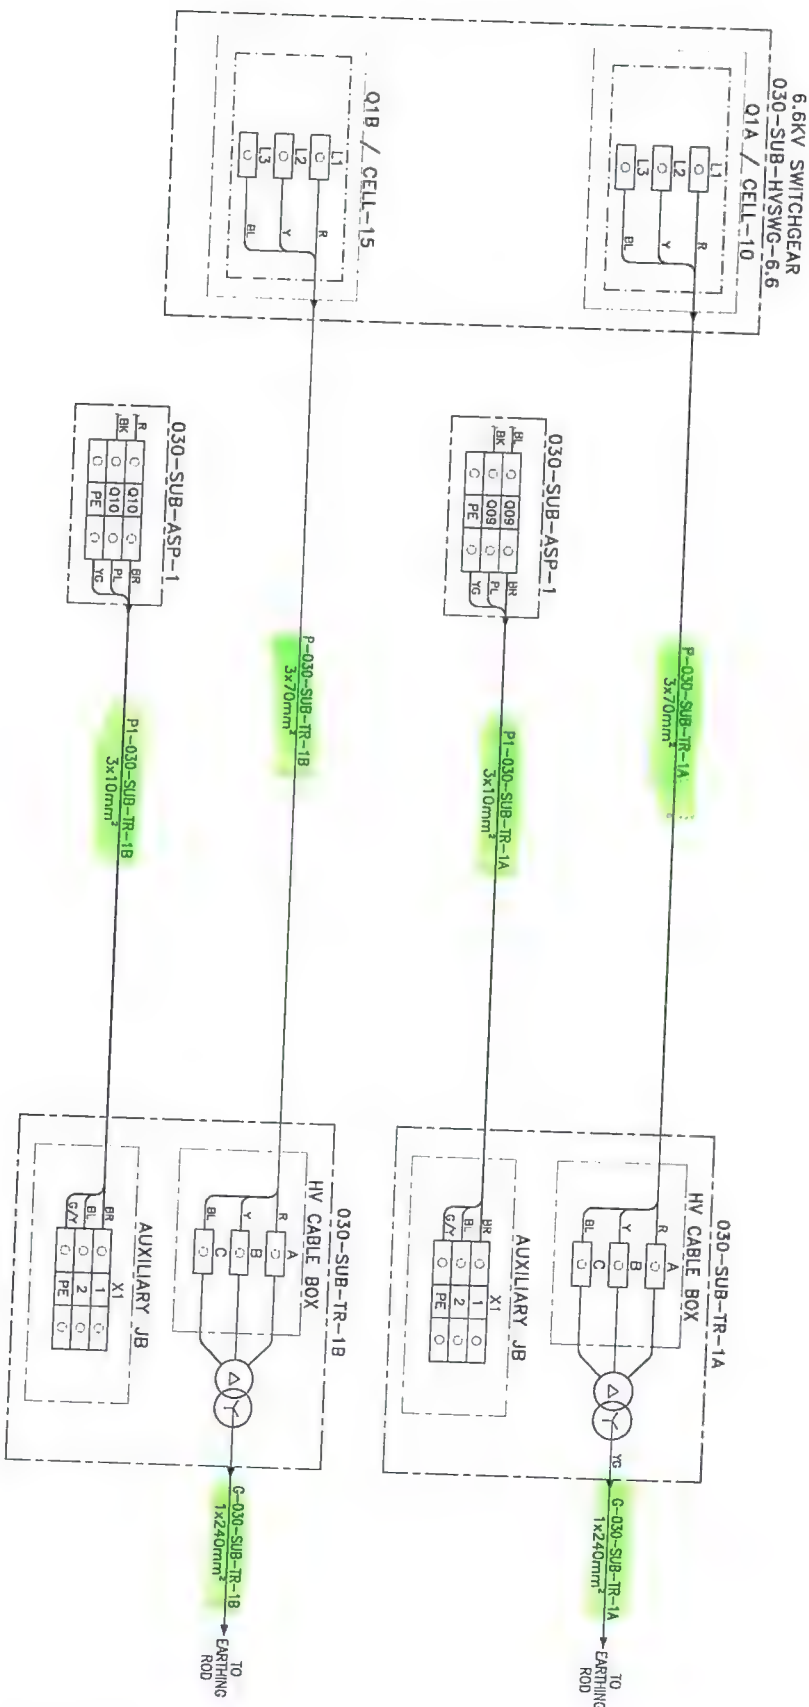 6.6KV SWITCHGEAR
030-SUB-HVSWG-6.6
Q1A / CELL-10
L1
L2
L3
R
Y
BL
P-030-SUB-TR-1A
3x70mm²
030-SUB-TR-1A
HV CABLE BOX
R
Y
BL
A
B
C
Δ
Y
YG
G-030-SUB-TR-1A
1x240mm²
TO
EARTHING
ROD
030-SUB-ASP-1
BL
BK
Q09
Q09
PE
BR
PL
YG
P1-030-SUB-TR-1A
3x10mm²
AUXILIARY JB
X1
BR
BL
G/Y
1
2
PE
Q1B / CELL-15
L1
L2
L3
R
Y
BL
P-030-SUB-TR-1B
3x70mm²
030-SUB-TR-1B
HV CABLE BOX
R
Y
BL
A
B
C
Δ
Y
G-030-SUB-TR-1B
1x240mm²
TO
EARTHING
ROD
030-SUB-ASP-1
R
BK
Q10
Q10
PE
BR
PL
YG
P1-030-SUB-TR-1B
3x10mm²
AUXILIARY JB
X1
BR
BL
G/Y
1
2
PE